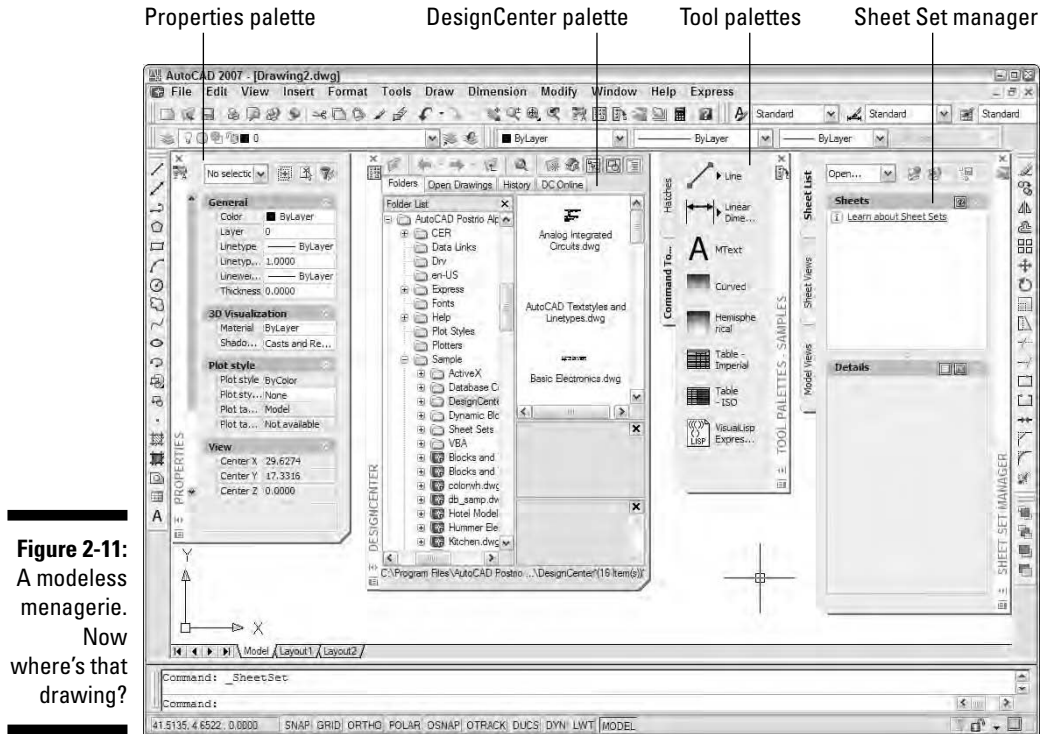 Properties palette
DesignCenter palette
Tool palettes
Sheet Set manager
AutoCAD 2007 - [Drawing2.dwg]
File Edit View Insert Format Tools Draw Dimension Modify Window Help Express
Standard
Standard
Standard
0
ByLayer
ByLayer
ByLayer
No selectic
General
Color ByLayer
Layer 0
Linetype ByLayer
Linetyp... 1.0000
Linewei... ByLayer
Thickness 0.0000
3D Visualization
Material ByLayer
Shado... Casts and Re...
Plot style
Plot style ByColor
Plot sty... None
Plot ta... Model
Plot ta... Not available
View
Center X 29.6274
Center Y 17.3316
Center Z 0.0000
PROPERTIES
Folders Open Drawings History DC Online
Folder List
AutoCAD Postrio Alp
CER
Data Links
Drv
en-US
Express
Fonts
Help
Plot Styles
Plotters
Sample
ActiveX
Database C
DesignCente
Dynamic Blc
Sheet Sets
VBA
Blocks and
Blocks and
colorwh.dwg
db_samp.dw
Hotel Model
Hummer Ele
Kitchen.dwg
Analog Integrated
Circuits.dwg
AutoCAD Textstyles and
Linetypes.dwg
Basic Electronics.dwg
C:\Program Files\AutoCAD Postrio ...\DesignCenter (16 Item(s))
DESIGNCENTER
Hatches
Command To...
Line
Linear
Dime...
A MText
Curved
Hemisphe
rical
Table -
Imperial
Table
- ISO
LISP
VisualLisp
Expres...
TOOL PALETTES - SAMPLES
Sheet List
Sheet Views
Model Views
Open...
Sheets
Learn about Sheet Sets
Details
SHEET SET MANAGER
Y
X
Model Layout1 Layout2
Command: _SheetSet
Command:
41.5135, 4.6522, 0.0000 SNAP GRID ORTHO POLAR OSNAP OTRACK DUCS DYN LWT MODEL
Figure 2-11:
A modeless
menagerie.
Now
where's that
drawing?